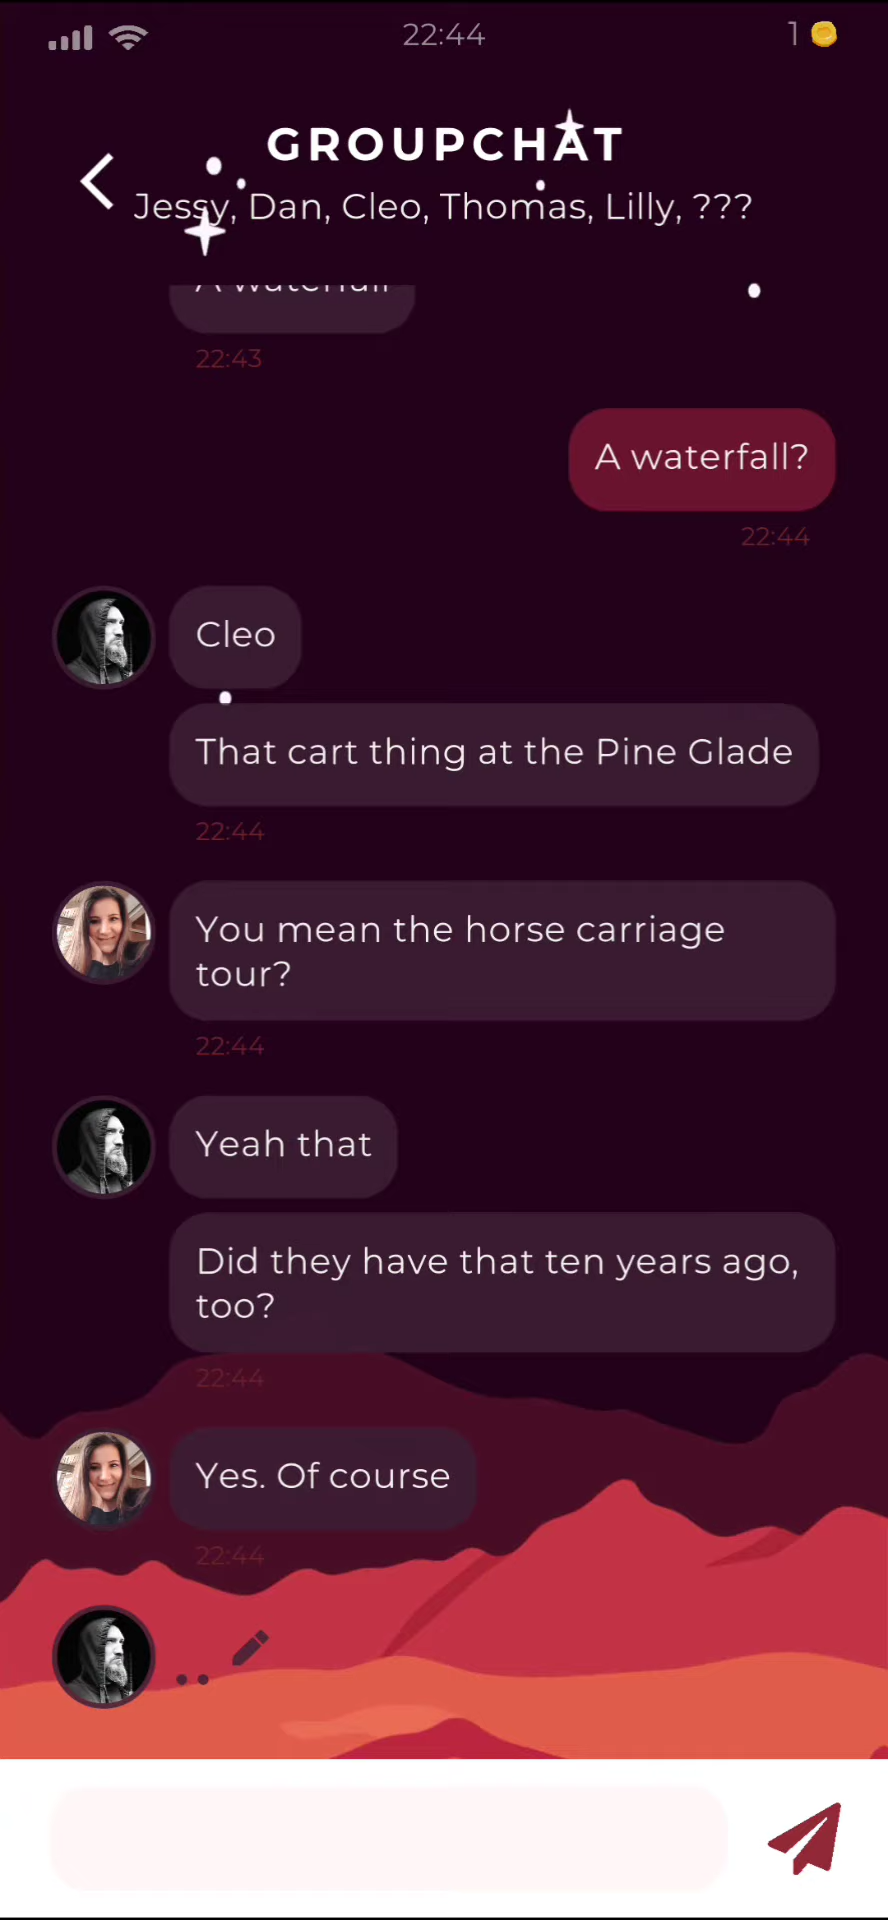 22:44
1
GROUPCHAT
Jessy, Dan, Cleo, Thomas, Lilly, ???
A waterfall
22:43
A waterfall?
22:44
Cleo
That cart thing at the Pine Glade
22:44
You mean the horse carriage
tour?
22:44
Yeah that
Did they have that ten years ago,
too?
22:44
Yes. Of course
22:44